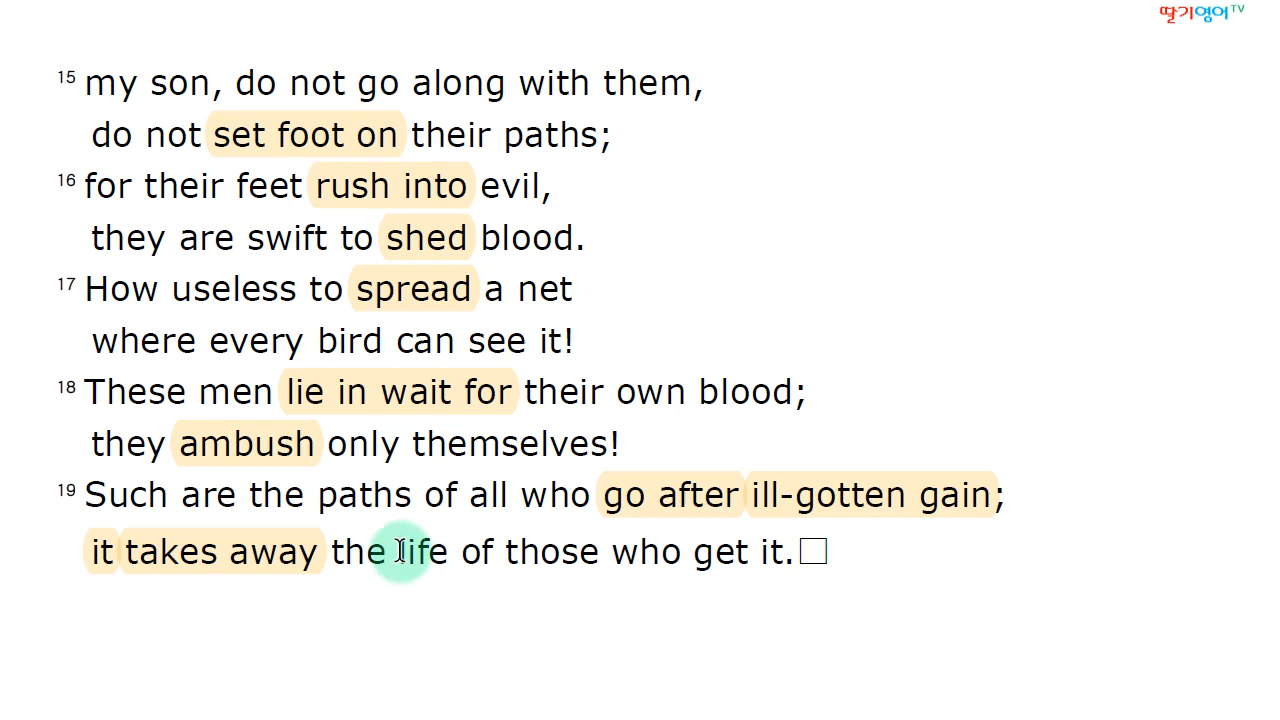 딸기영어TV
15 my son, do not go along with them,
do not set foot on their paths;
16 for their feet rush into evil,
they are swift to shed blood.
17 How useless to spread a net
where every bird can see it!
18 These men lie in wait for their own blood;
they ambush only themselves!
19 Such are the paths of all who go after ill-gotten gain;
it takes away the life of those who get it.□